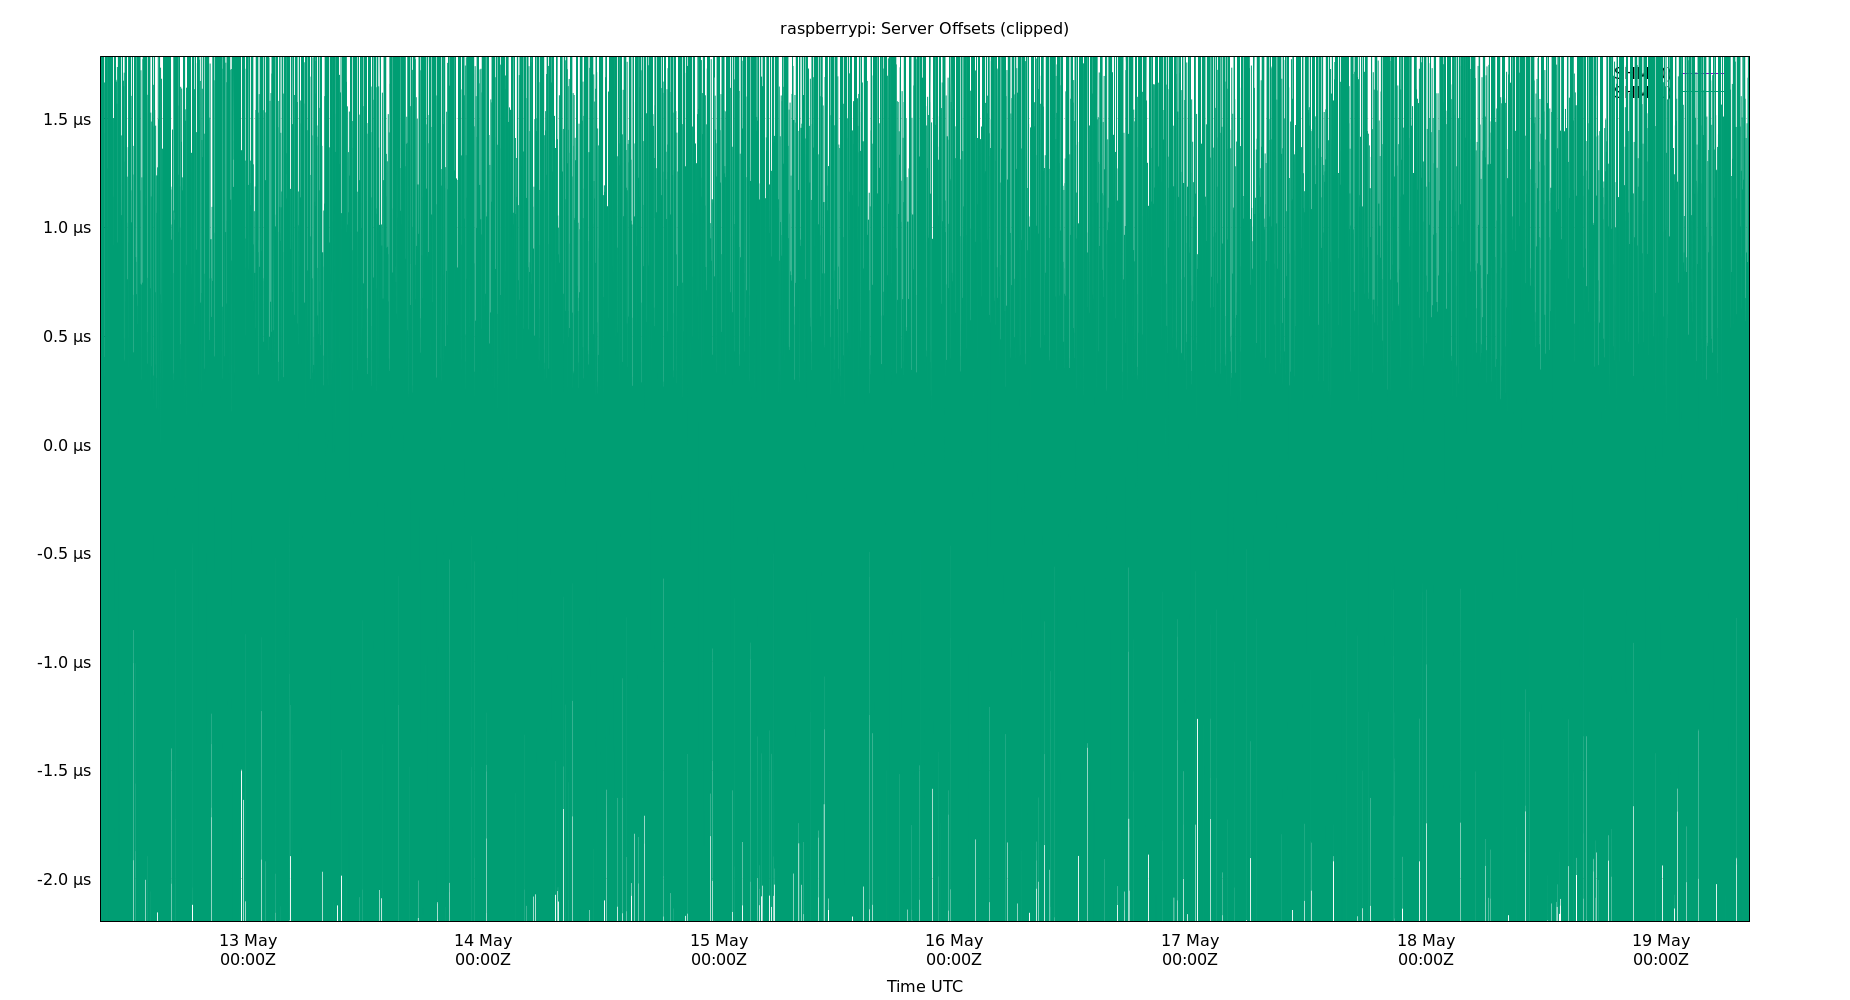 raspberrypi: Server Offsets (clipped)
1.5 µs
1.0 µs
0.5 µs
0.0 µs
-0.5 µs
-1.0 µs
-1.5 µs
-2.0 µs
13 May 14 May 15 May 16 May 17 May 18 May 19 May
00:00Z 00:00Z 00:00Z 00:00Z 00:00Z 00:00Z 00:00Z
Time UTC